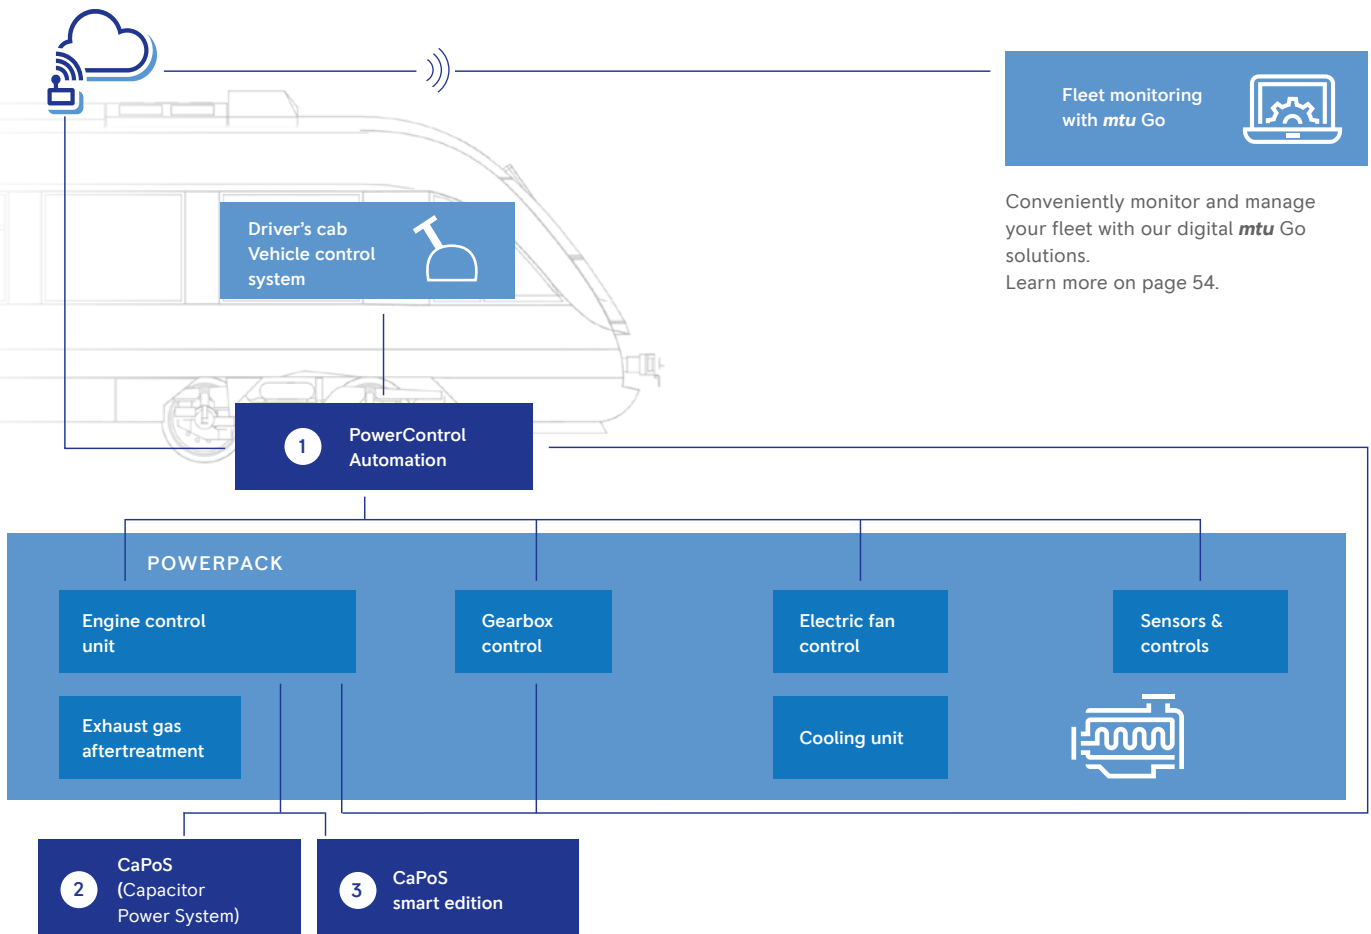 Fleet monitoring
with mtu Go
Conveniently monitor and manage
your fleet with our digital mtu Go
solutions.
Learn more on page 54.
Driver’s cab
Vehicle control
system
1
PowerControl
Automation
POWERPACK
Engine control
unit
Gearbox
control
Electric fan
control
Sensors &
controls
Exhaust gas
aftertreatment
Cooling unit
2
CaPoS
(Capacitor
Power System)
3
CaPoS
smart edition